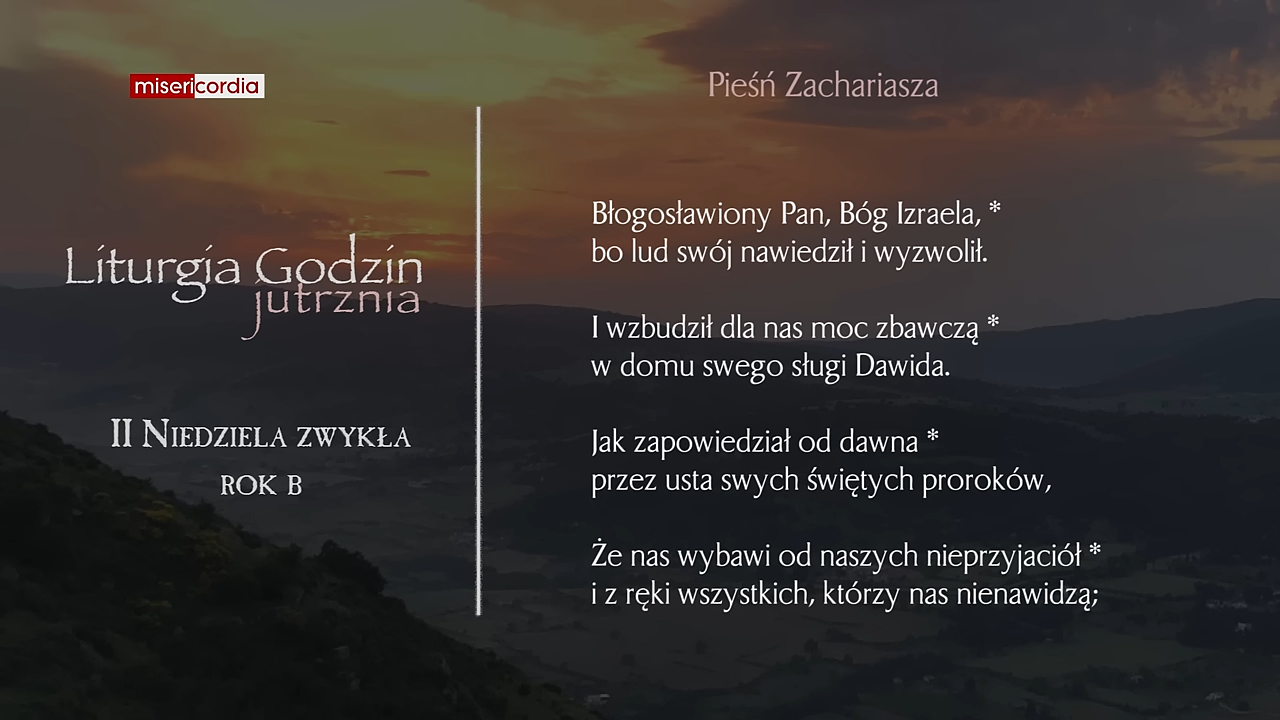 misericordia
Liturgia Godzin
jutrznia
II Niedziela zwykła
rok B
Pieśń Zachariasza
Błogosławiony Pan, Bóg Izraela, *
bo lud swój nawiedził i wyzwolił.
I wzbudził dla nas moc zbawczą *
w domu swego sługi Dawida.
Jak zapowiedział od dawna *
przez usta swych świętych proroków,
Że nas wybawi od naszych nieprzyjaciół *
i z ręki wszystkich, którzy nas nienawidzą;